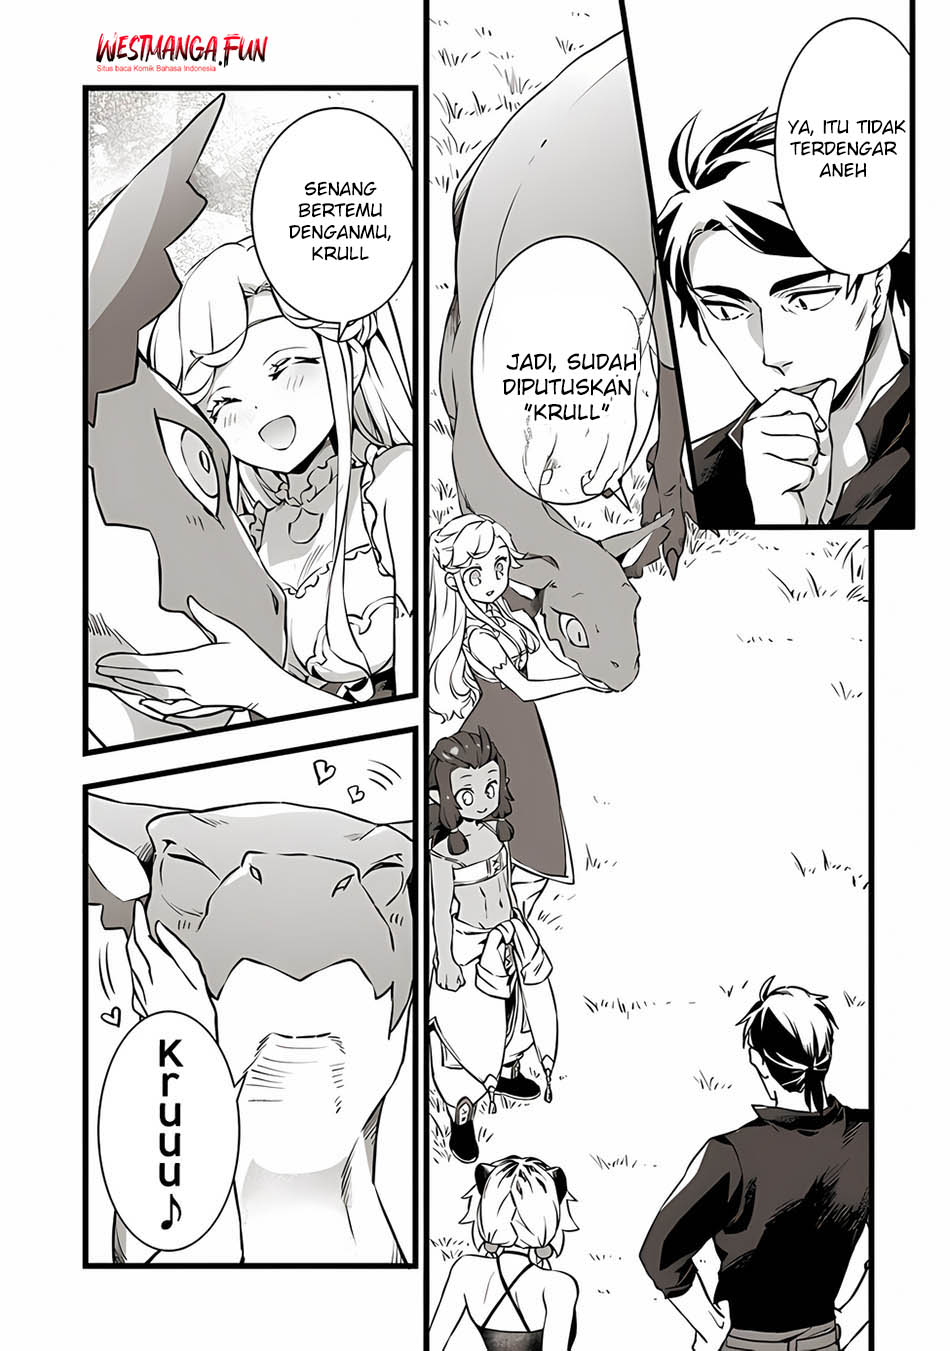 WESTMANGA.FUN
Situs baca Komik Bahasa Indonesia
YA, ITU TIDAK
TERDENGAR
ANEH
JADI, SUDAH
DIPUTUSKAN
"KRULL"
SENANG
BERTEMU
DENGANMU,
KRULL
Kruuu♪